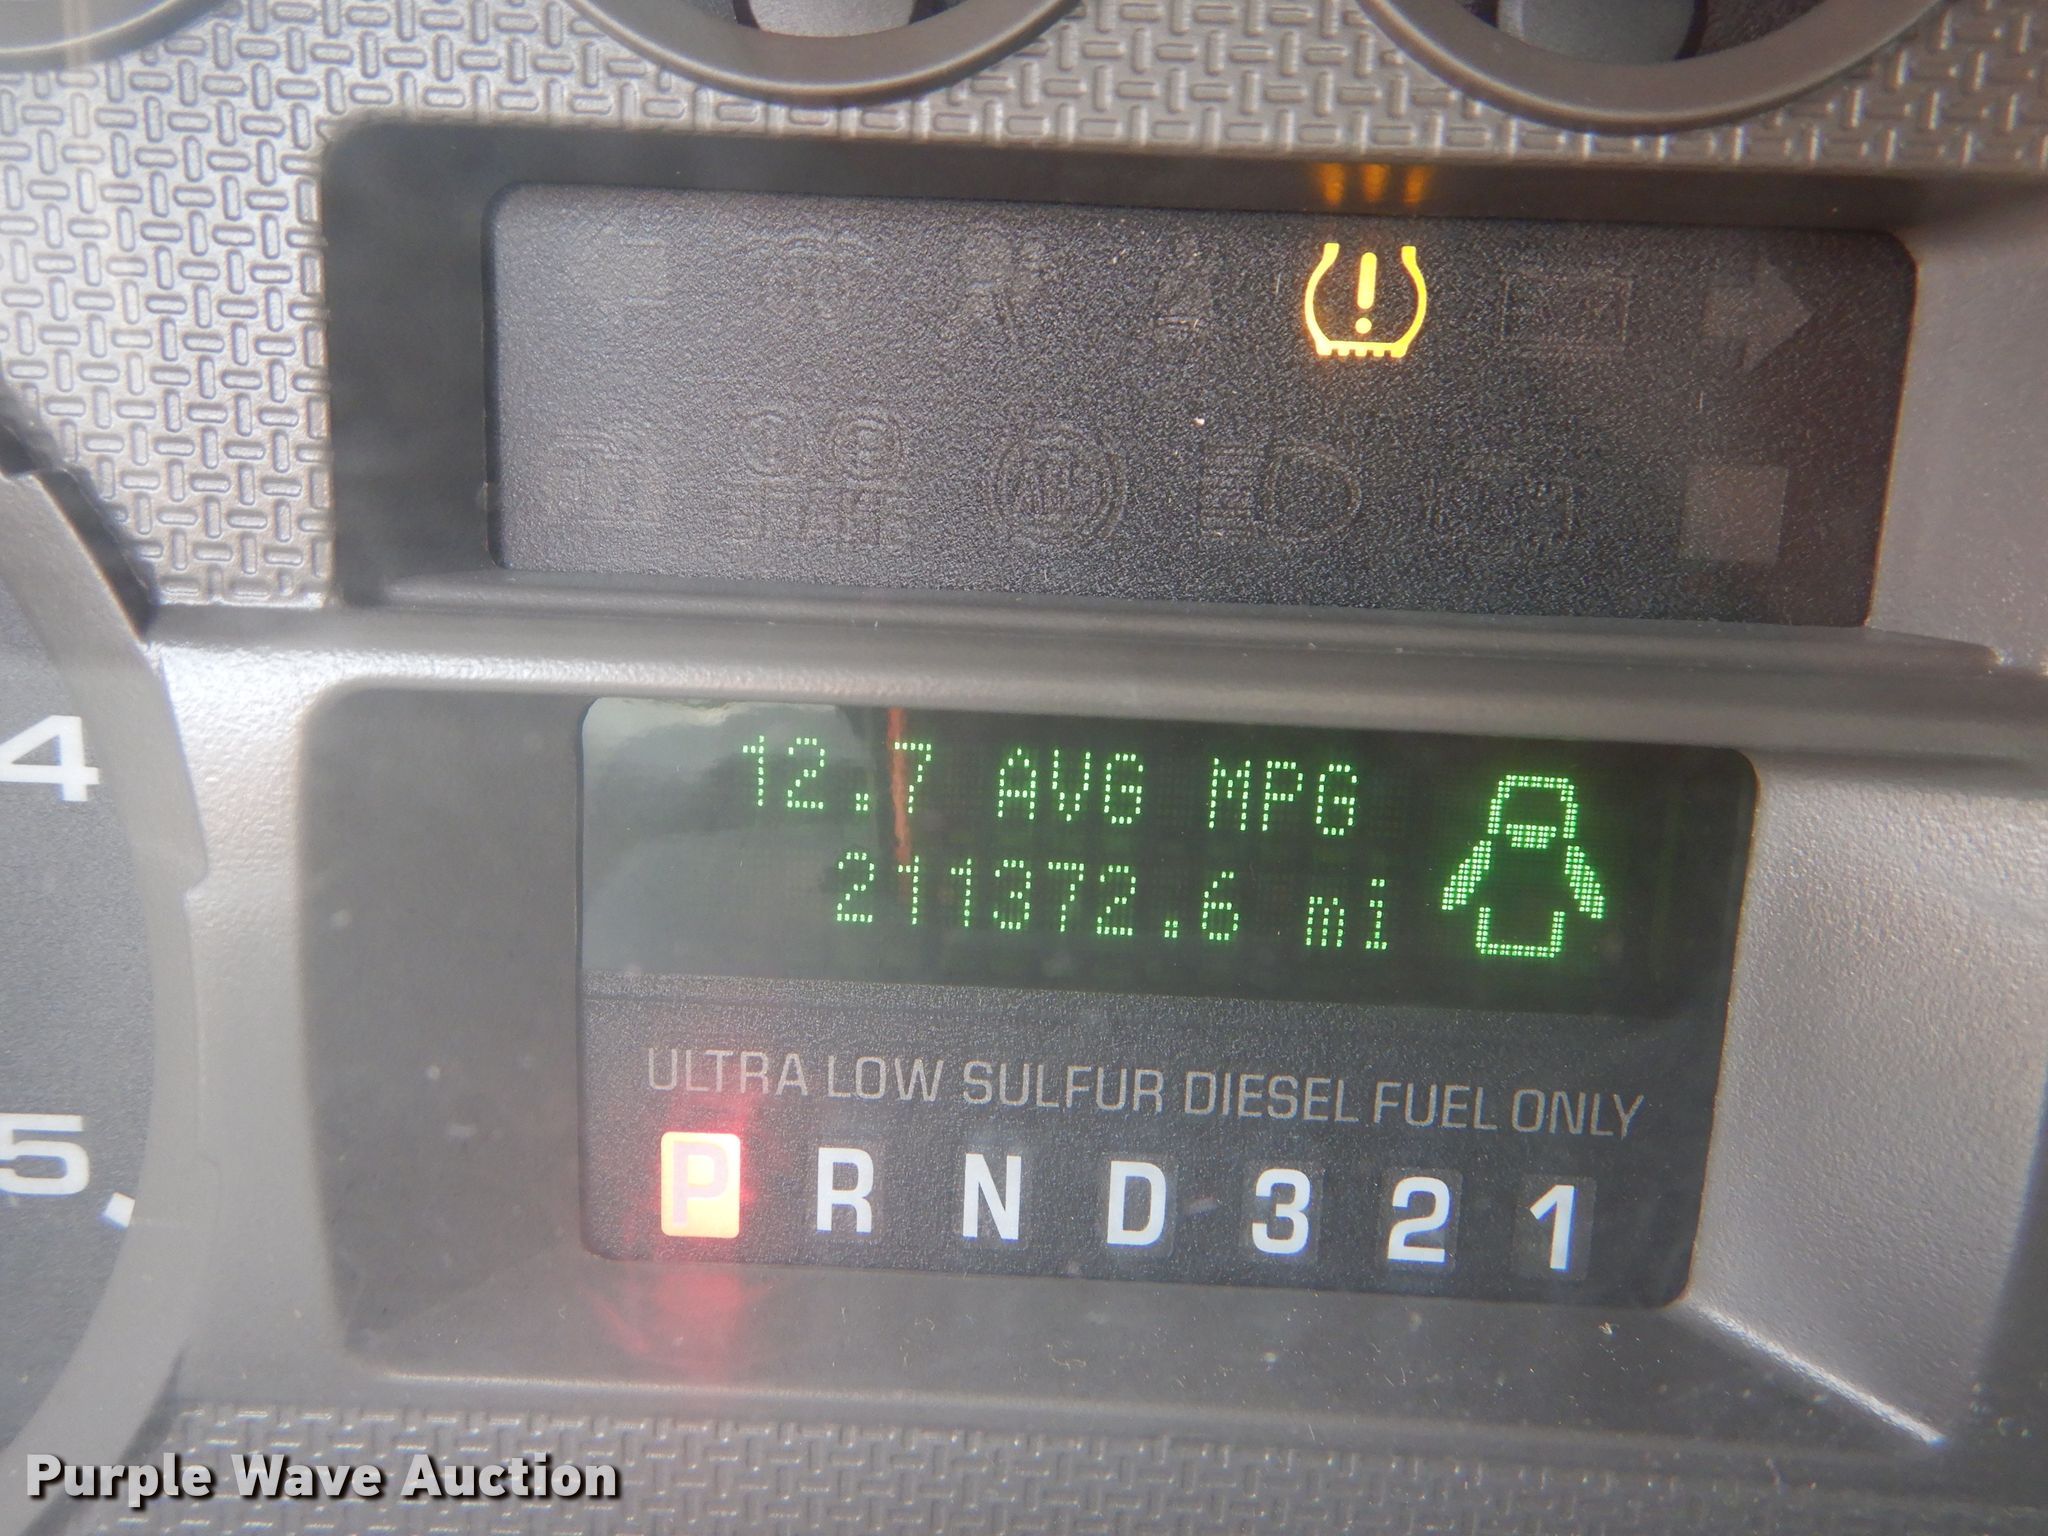 12.7 AVG MPG
211372.6 mi
4
ULTRA LOW SULFUR DIESEL FUEL ONLY
5
P R N D 3 2 1
Purple Wave Auction